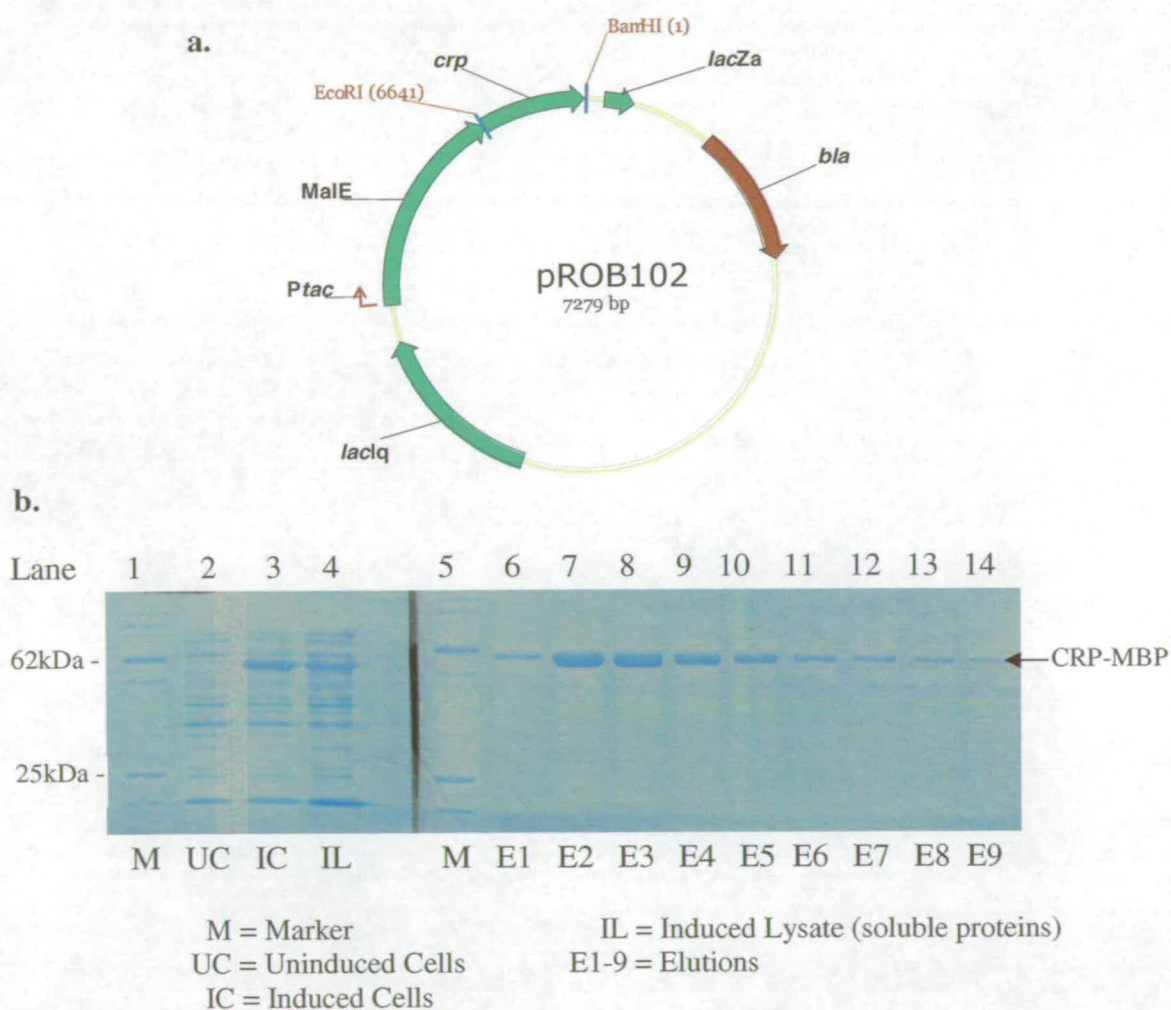 a.
BamHI (1)
crp
lacZa
EcoRI (6641)
bla
MalE
Ptac
pROB102
7279 bp
lacIq
b.
Lane 1 2 3 4 5 6 7 8 9 10 11 12 13 14
62kDa -
CRP-MBP
25kDa -
M UC IC IL M E1 E2 E3 E4 E5 E6 E7 E8 E9
M = Marker
IL = Induced Lysate (soluble proteins)
UC = Uninduced Cells
E1-9 = Elutions
IC = Induced Cells